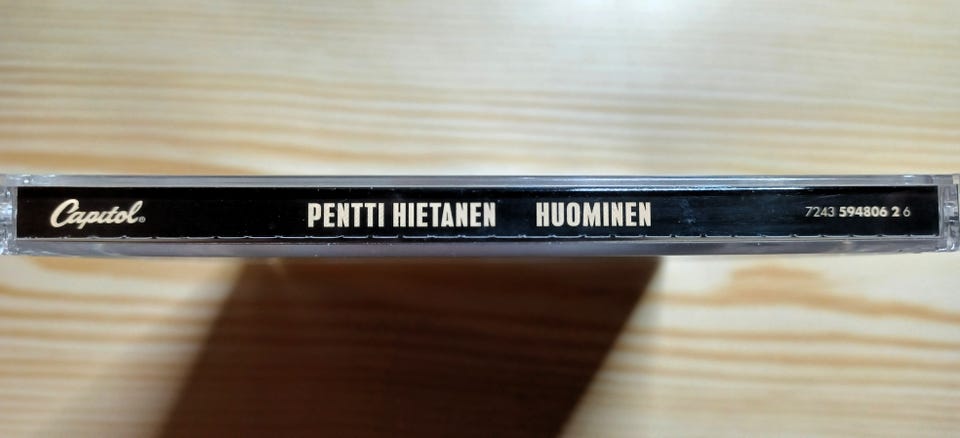 Capitol® PENTTI HIETANEN HUOMINEN 7243 594806 2 6